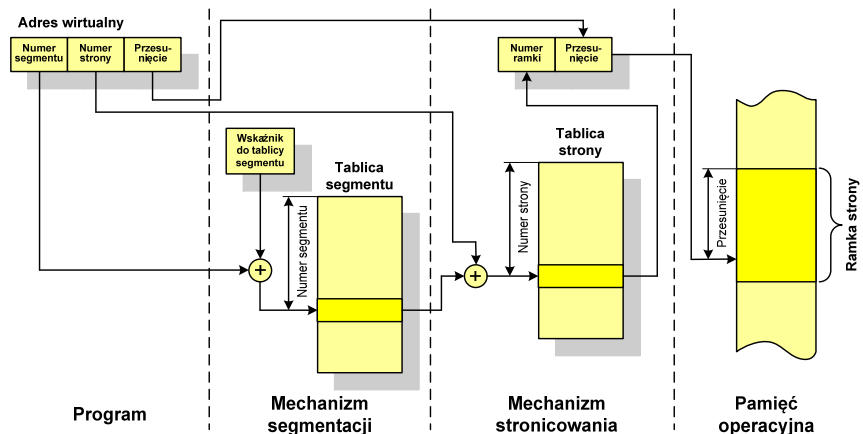 Adres wirtualny
Numer
segmentu
Numer
strony
Przesu-
nięcie
Wskaźnik
do tablicy
segmentu
+
Numer segmentu
Tablica
segmentu
+
Numer
ramki
Przesu-
nięcie
Tablica
strony
Numer strony
Przesunięcie
Ramka strony
Program
Mechanizm
segmentacji
Mechanizm
stronicowania
Pamięć
operacyjna